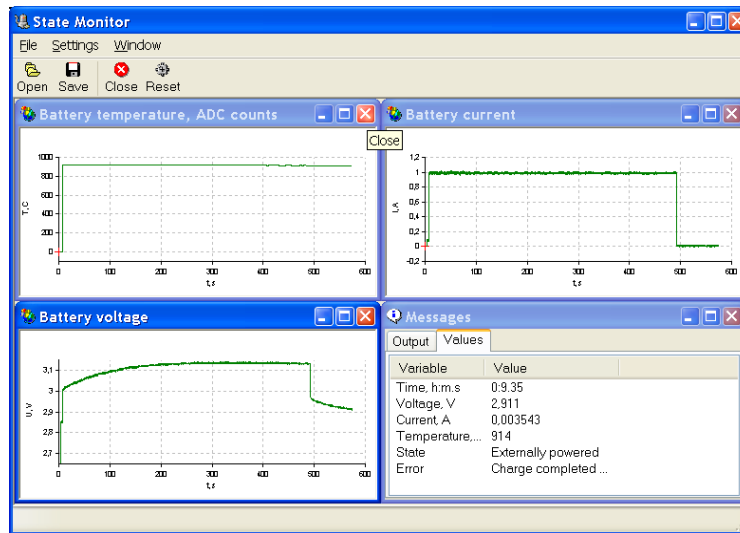 State Monitor
File Settings Window
Open Save Close Reset
Battery temperature, ADC counts
T,C
1000
800
600
400
200
0
0 100 200 300 400 500 600
t,s
Close
Battery current
I,A
1,2
1
0,8
0,6
0,4
0,2
0
-0,2
0 100 200 300 400 500 600
t,s
Battery voltage
U,V
3,1
3
2,9
2,8
2,7
0 100 200 300 400 500 600
t,s
Messages
Output Values
Variable Value
Time, h:m.s 0:9.35
Voltage, V 2,911
Current, A 0,003543
Temperature,... 914
State Externally powered
Error Charge completed ...